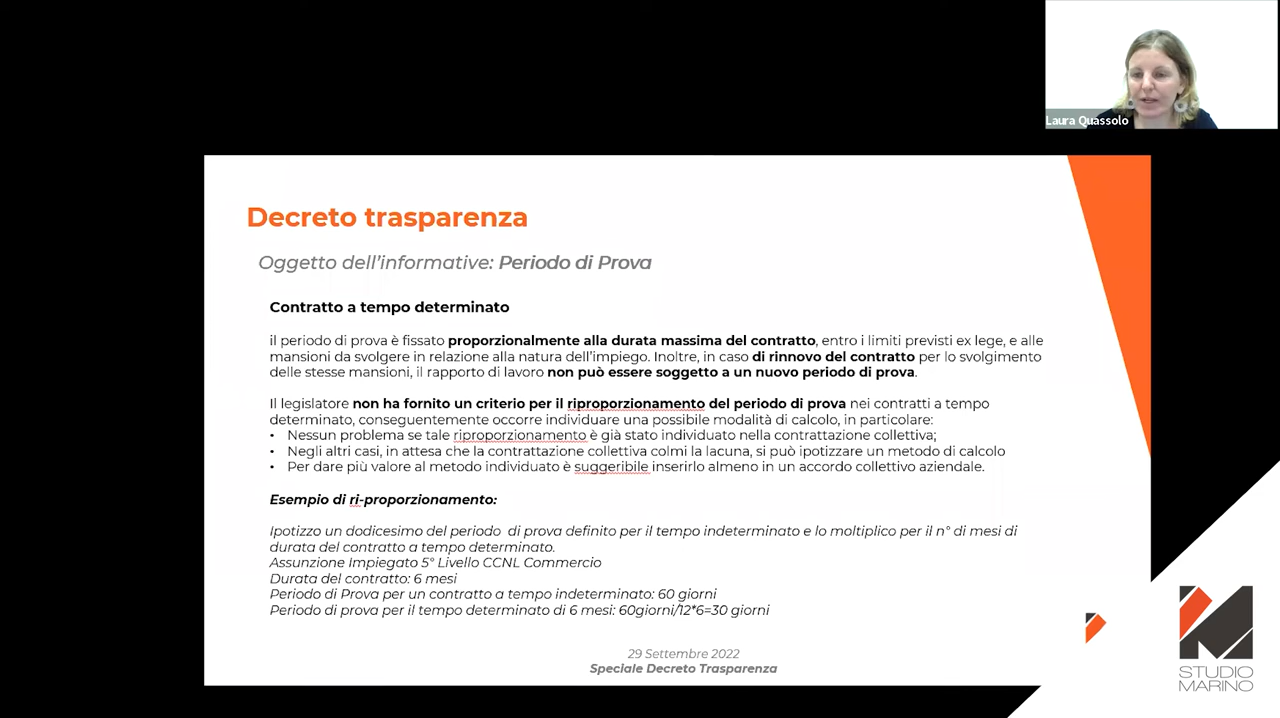 Laura Quassolo
Decreto trasparenza
Oggetto dell'informative: Periodo di Prova
Contratto a tempo determinato
il periodo di prova è fissato proporzionalmente alla durata massima del contratto, entro i limiti previsti ex lege, e alle
mansioni da svolgere in relazione alla natura dell'impiego. Inoltre, in caso di rinnovo del contratto per lo svolgimento
delle stesse mansioni, il rapporto di lavoro non può essere soggetto a un nuovo periodo di prova.
Il legislatore non ha fornito un criterio per il riproporzionamento del periodo di prova nei contratti a tempo
determinato, conseguentemente occorre individuare una possibile modalità di calcolo, in particolare:
• Nessun problema se tale riproporzionamento è già stato individuato nella contrattazione collettiva;
• Negli altri casi, in attesa che la contrattazione collettiva colmi la lacuna, si può ipotizzare un metodo di calcolo
• Per dare più valore al metodo individuato è suggeribile inserirlo almeno in un accordo collettivo aziendale.
Esempio di ri-proporzionamento:
Ipotizzo un dodicesimo del periodo di prova definito per il tempo indeterminato e lo moltiplico per il n° di mesi di
durata del contratto a tempo determinato.
Assunzione Impiegato 5° Livello CCNL Commercio
Durata del contratto: 6 mesi
Periodo di Prova per un contratto a tempo indeterminato: 60 giorni
Periodo di prova per il tempo determinato di 6 mesi: 60giorni/12*6=30 giorni
29 Settembre 2022
Speciale Decreto Trasparenza
STUDIO
MARINO